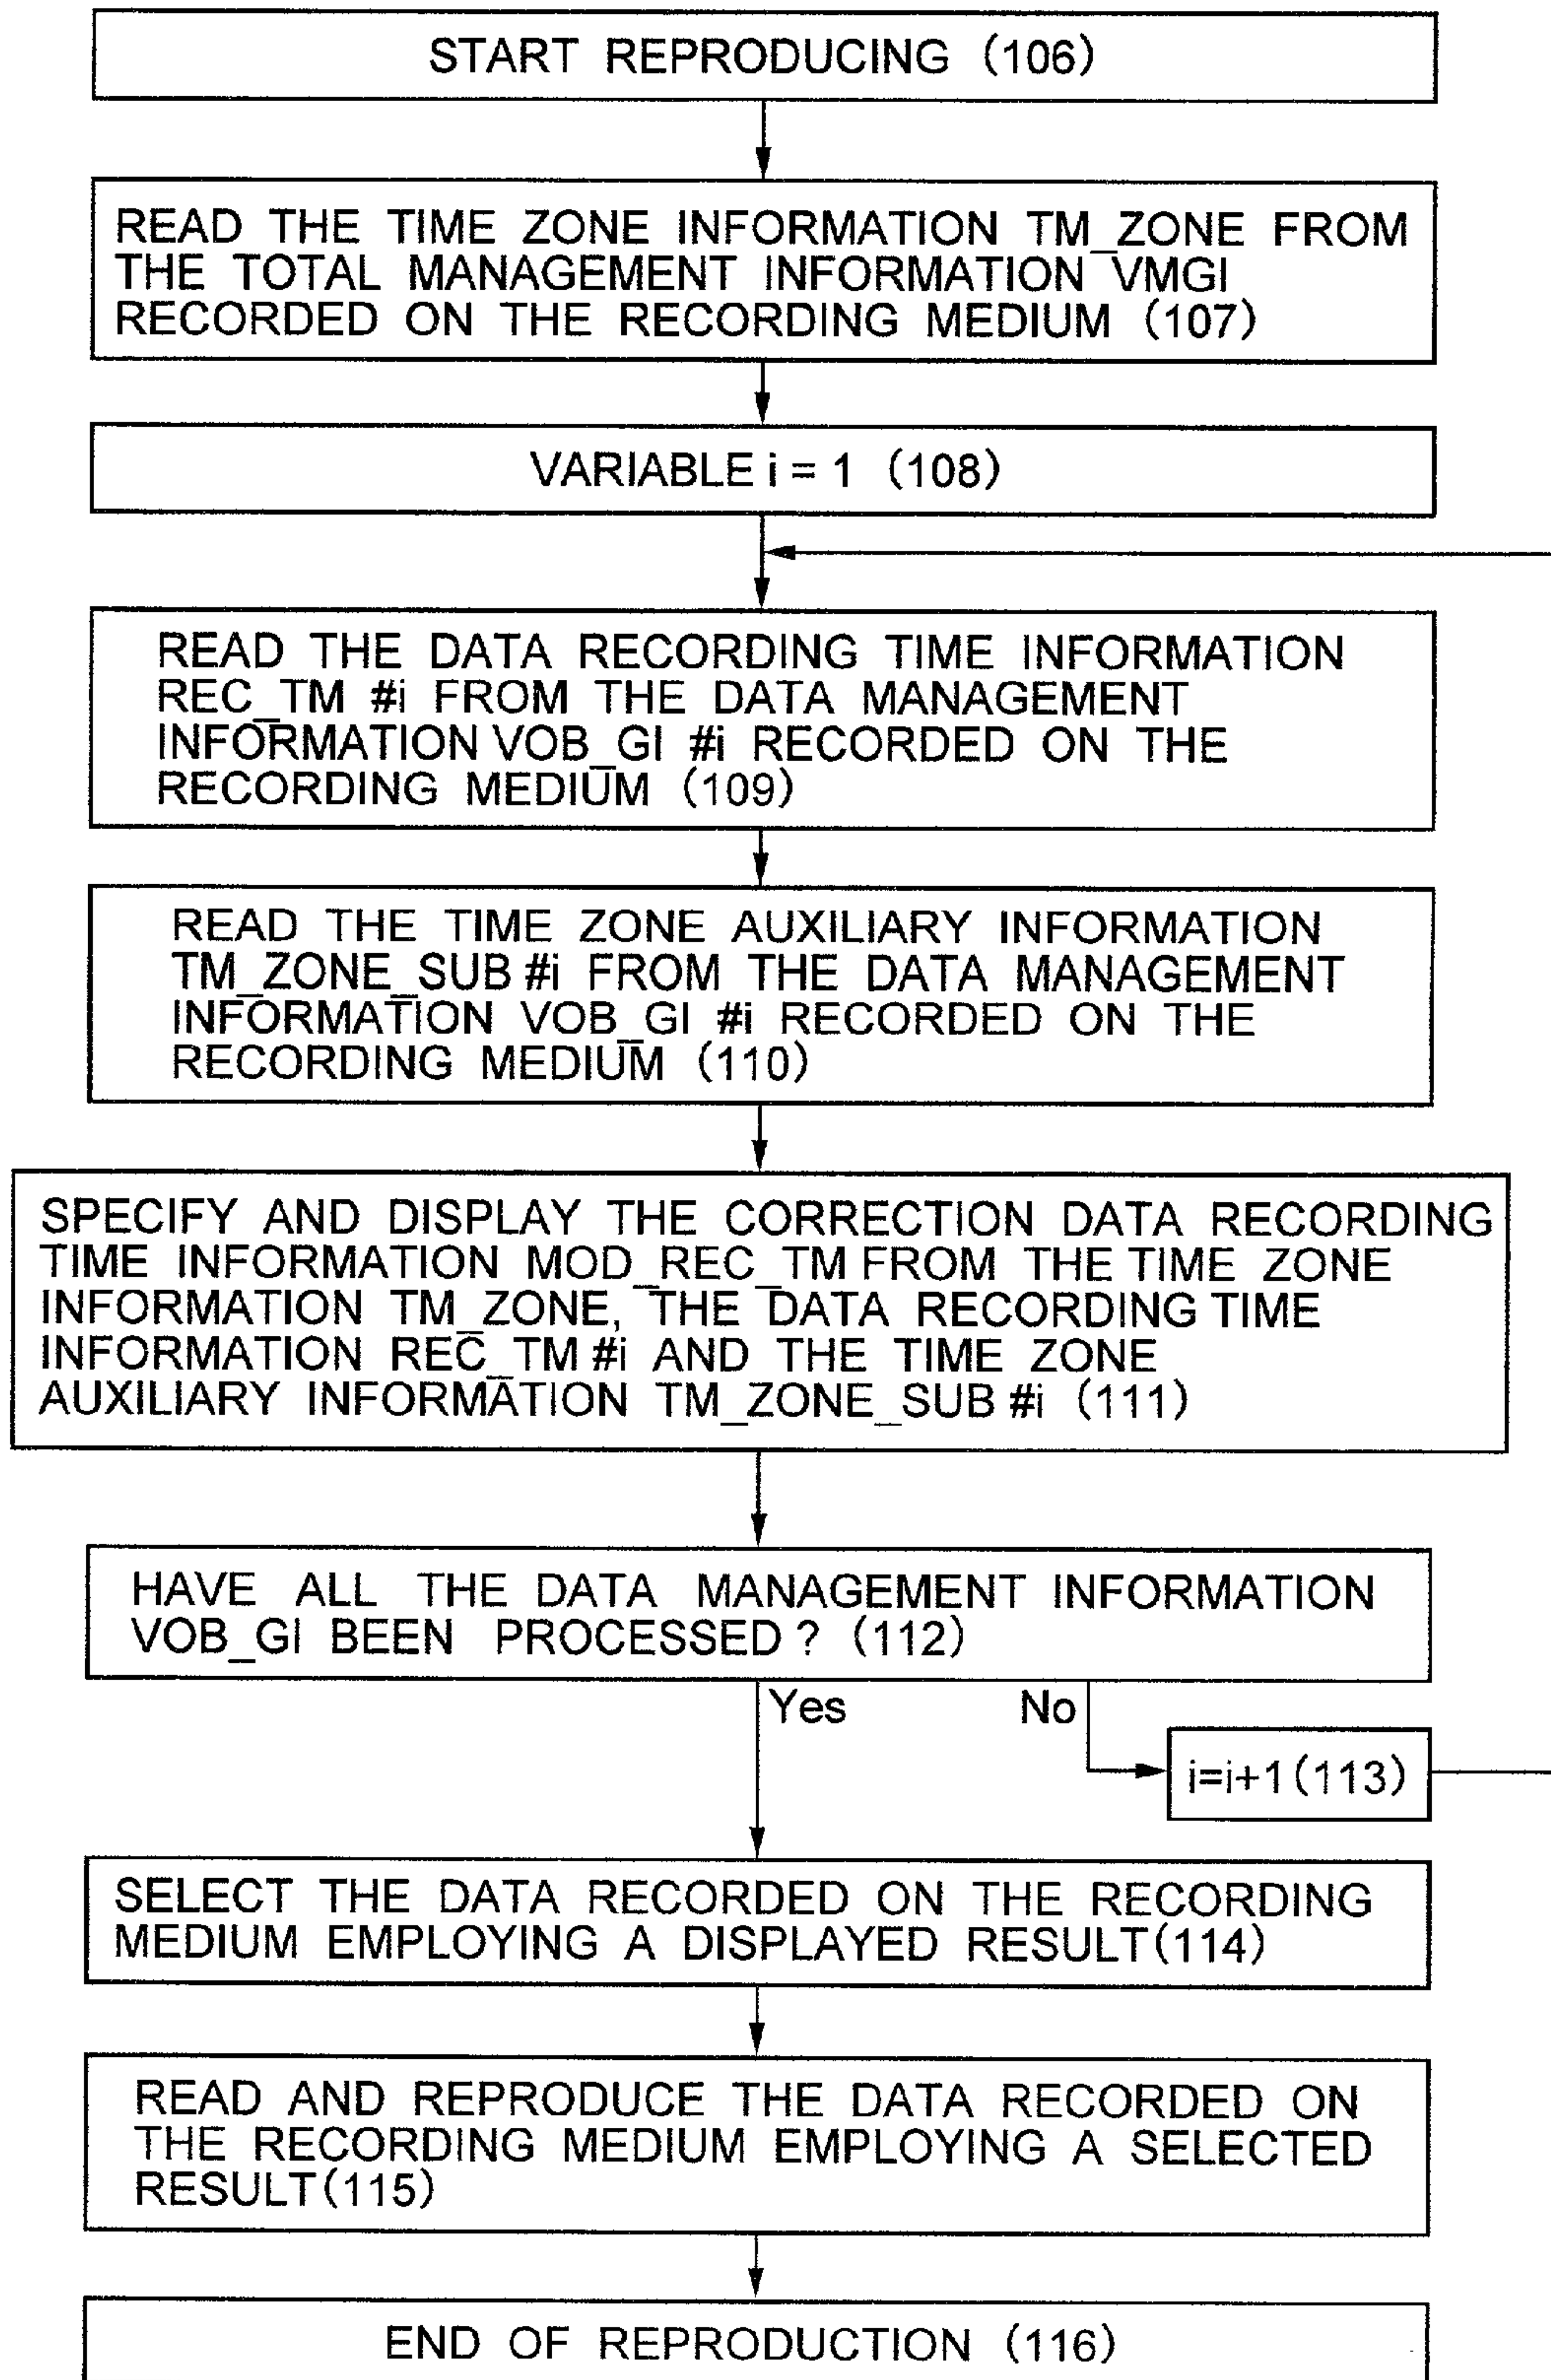 START REPRODUCING (106)
READ THE TIME ZONE INFORMATION TM_ZONE FROM
THE TOTAL MANAGEMENT INFORMATION VMGI
RECORDED ON THE RECORDING MEDIUM (107)
VARIABLE i = 1 (108)
READ THE DATA RECORDING TIME INFORMATION
REC_TM #i FROM THE DATA MANAGEMENT
INFORMATION VOB_GI #i RECORDED ON THE
RECORDING MEDIUM (109)
READ THE TIME ZONE AUXILIARY INFORMATION
TM_ZONE_SUB #i FROM THE DATA MANAGEMENT
INFORMATION VOB_GI #i RECORDED ON THE
RECORDING MEDIUM (110)
SPECIFY AND DISPLAY THE CORRECTION DATA RECORDING
TIME INFORMATION MOD_REC_TM FROM THE TIME ZONE
INFORMATION TM_ZONE, THE DATA RECORDING TIME
INFORMATION REC_TM #i AND THE TIME ZONE
AUXILIARY INFORMATION TM_ZONE_SUB #i (111)
HAVE ALL THE DATA MANAGEMENT INFORMATION
VOB_GI BEEN PROCESSED ? (112)
Yes No
i=i+1(113)
SELECT THE DATA RECORDED ON THE RECORDING
MEDIUM EMPLOYING A DISPLAYED RESULT(114)
READ AND REPRODUCE THE DATA RECORDED ON
THE RECORDING MEDIUM EMPLOYING A SELECTED
RESULT(115)
END OF REPRODUCTION (116)